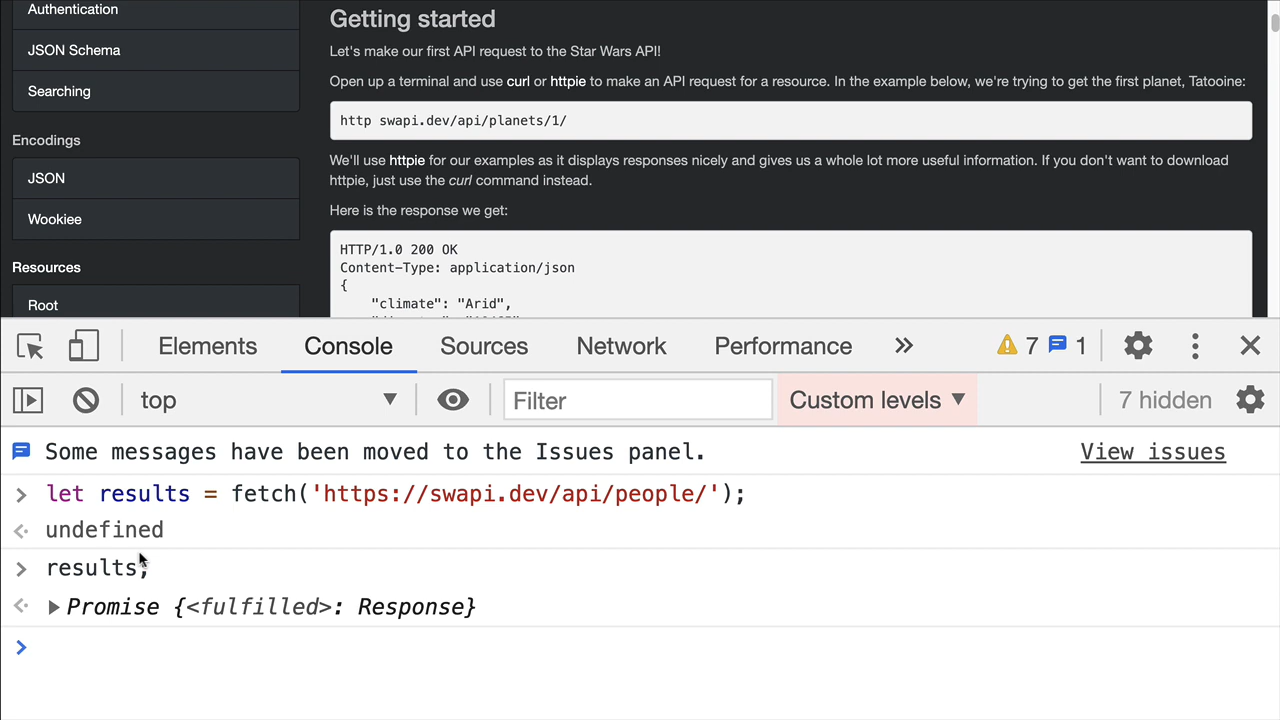 Authentication
JSON Schema
Searching
Encodings
JSON
Wookiee
Resources
Root
Getting started
Let's make our first API request to the Star Wars API!
Open up a terminal and use curl or httpie to make an API request for a resource. In the example below, we're trying to get the first planet, Tatooine:
http swapi.dev/api/planets/1/
We'll use httpie for our examples as it displays responses nicely and gives us a whole lot more useful information. If you don't want to download
httpie, just use the curl command instead.
Here is the response we get:
HTTP/1.0 200 OK
Content-Type: application/json
{
"climate": "Arid",
Elements Console Sources Network Performance » 7 1
top Filter Custom levels 7 hidden
Some messages have been moved to the Issues panel. View issues
> let results = fetch('https://swapi.dev/api/people/');
undefined
> results;
Promise {<fulfilled>: Response}
>